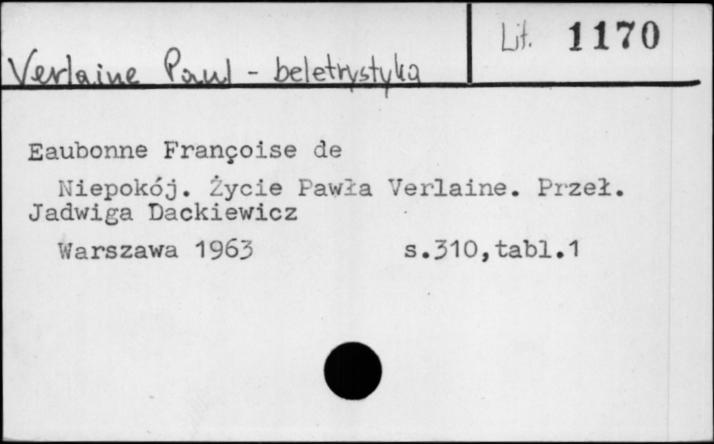 Lit. 1170
Verlaine Paul - beletrystyka
Eaubonne Françoise de
Niepokój. Życie Pawła Verlaine. Przeł.
Jadwiga Dackiewicz
Warszawa 1963 s.310,tabl.1